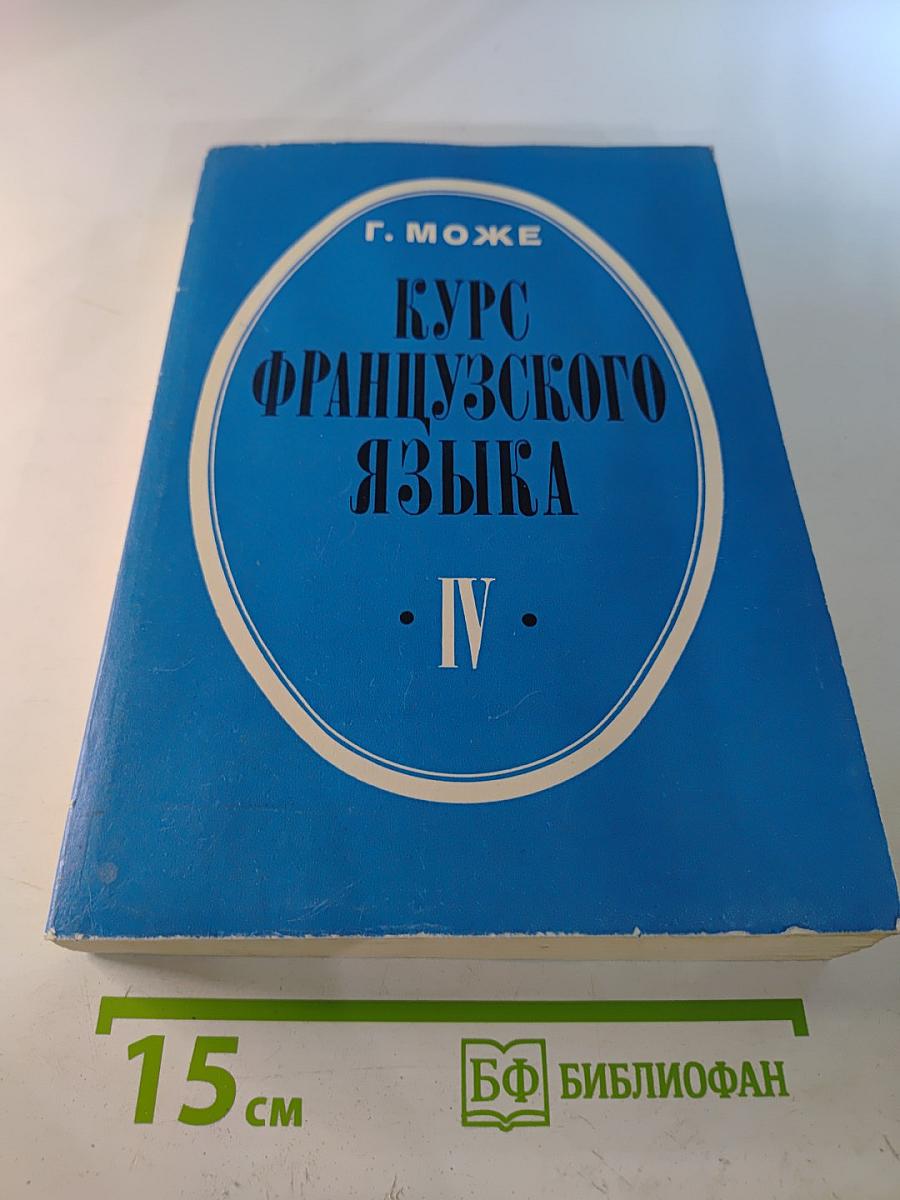 Г. МОЖЕ
КУРС
ФРАНЦУЗСКОГО
ЯЗЫКА
· IV ·
15 см
БФ БИБЛИОФАН